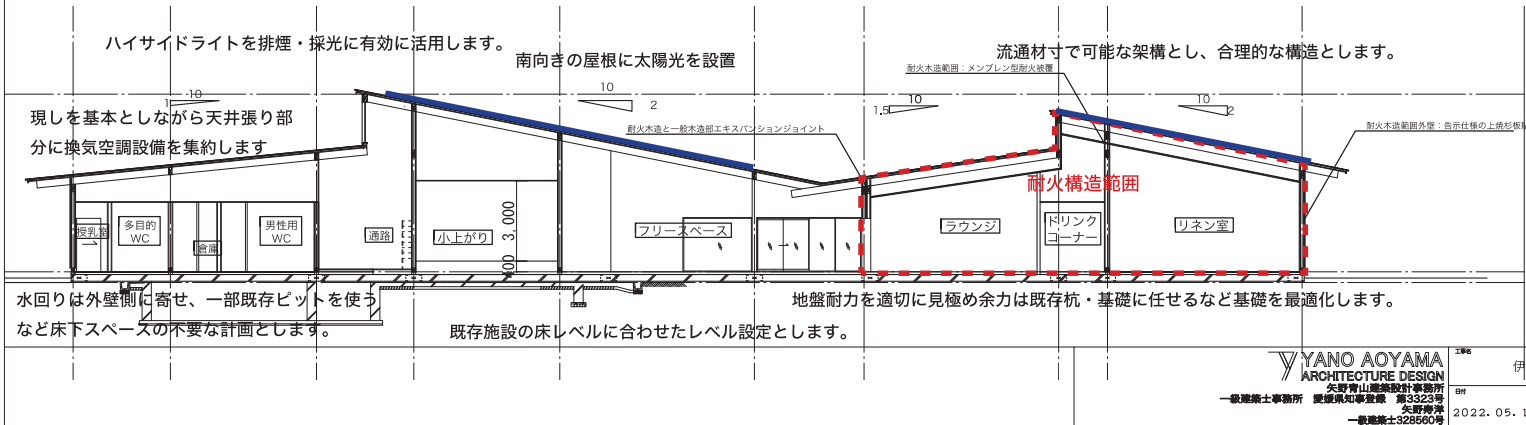 ハイサイドライトを排煙・採光に有効に活用します。
南向きの屋根に太陽光を設置
流通材寸で可能な架構とし、合理的な構造とします。
耐火木造範囲：メンブレン型耐火被覆
10
1
10
2
1.5
10
10
2
現しを基本としながら天井張り部
分に換気空調設備を集約します
耐火木造と一般木造部エキスパンションジョイント
耐火木造範囲外壁：告示仕様の上焼杉板
耐火構造範囲
授乳室
多目的
WC
倉庫
男性用
WC
通路
小上がり
3,000
400
フリースペース
ラウンジ
ドリンク
コーナー
リネン室
水回りは外壁側に寄せ、一部既存ピットを使う
など床下スペースの不要な計画とします。
既存施設の床レベルに合わせたレベル設定とします。
地盤耐力を適切に見極め余力は既存杭・基礎に任せるなど基礎を最適化します。
YANO AOYAMA
ARCHITECTURE DESIGN
矢野青山建築設計事務所
一級建築士事務所 愛媛県知事登録 第3323号
矢野寿洋
一級建築士328560号
工事名
伊
日付
2022. 05. 1